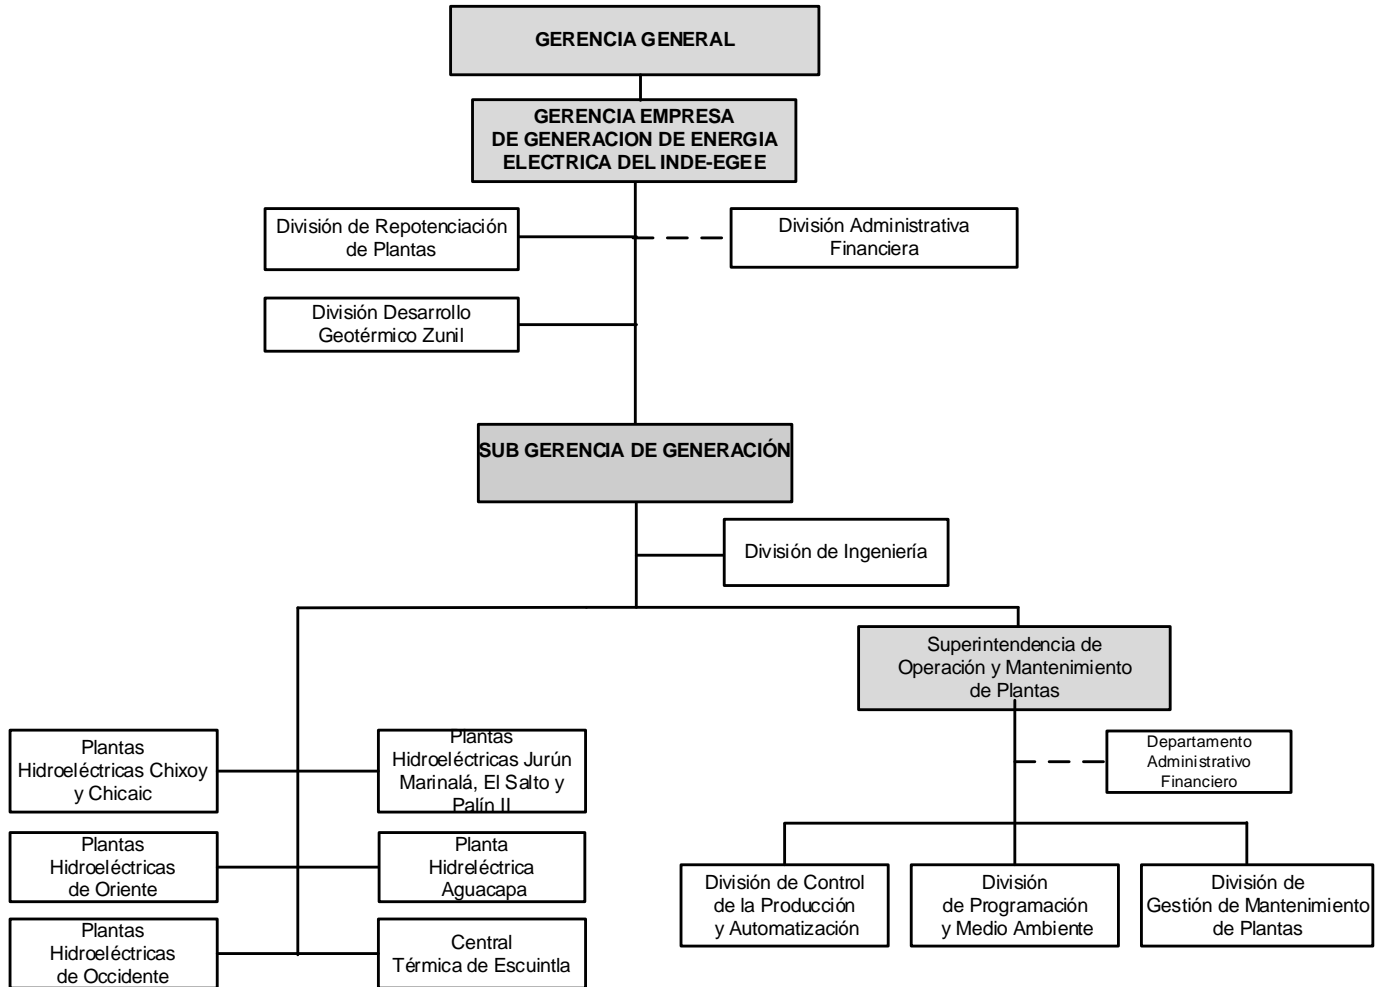 GERENCIA GENERAL
GERENCIA EMPRESA
DE GENERACION DE ENERGIA
ELECTRICA DEL INDE-EGEE
División de Repotenciación
de Plantas
División Administrativa
Financiera
División Desarrollo
Geotérmico Zunil
SUB GERENCIA DE GENERACIÓN
División de Ingeniería
Superintendencia de
Operación y Mantenimiento
de Plantas
Departamento
Administrativo
Financiero
Plantas
Hidroeléctricas Chixoy
y Chicaic
Plantas
Hidroeléctricas Jurún
Marinalá, El Salto y
Palín II
Plantas
Hidroeléctricas
de Oriente
Planta
Hidreléctrica
Aguacapa
Plantas
Hidroeléctricas
de Occidente
Central
Térmica de Escuintla
División de Control
de la Producción
y Automatización
División
de Programación
y Medio Ambiente
División de
Gestión de Mantenimiento
de Plantas